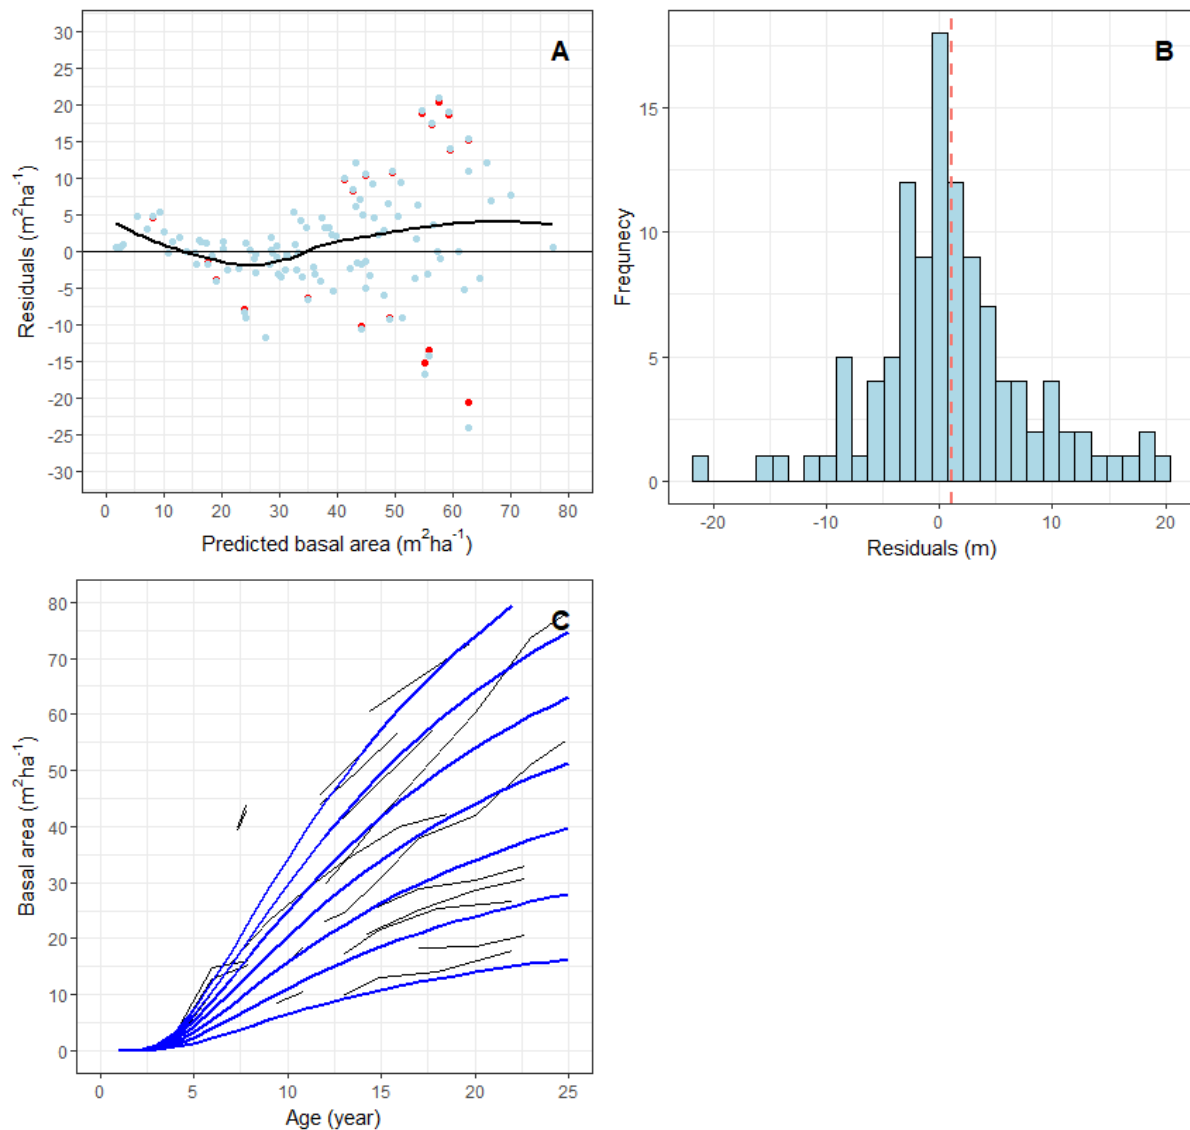 A
30
25
20
15
10
5
0
-5
-10
-15
-20
-25
-30
Residuals (m²ha⁻¹)
0 10 20 30 40 50 60 70 80
Predicted basal area (m²ha⁻¹)
B
15
10
5
0
Frequnecy
-20 -10 0 10 20
Residuals (m)
C
80
70
60
50
40
30
20
10
0
Basal area (m²ha⁻¹)
0 5 10 15 20 25
Age (year)